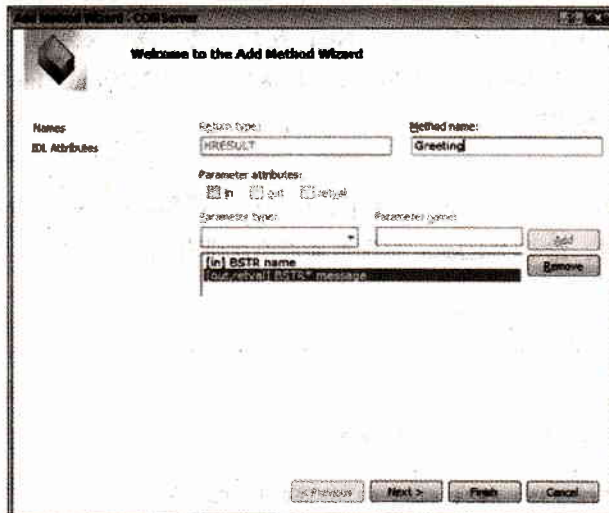 Add Method Wizard - COM Server
Welcome to the Add Method Wizard
Names
IDL Attributes
Return type:
HRESULT
Method name:
Greeting
Parameter attributes:
in
out
retval
Parameter type:
Parameter name:
Add
Remove
[in] BSTR name
[out,retval] BSTR* message
< Previous
Next >
Finish
Cancel